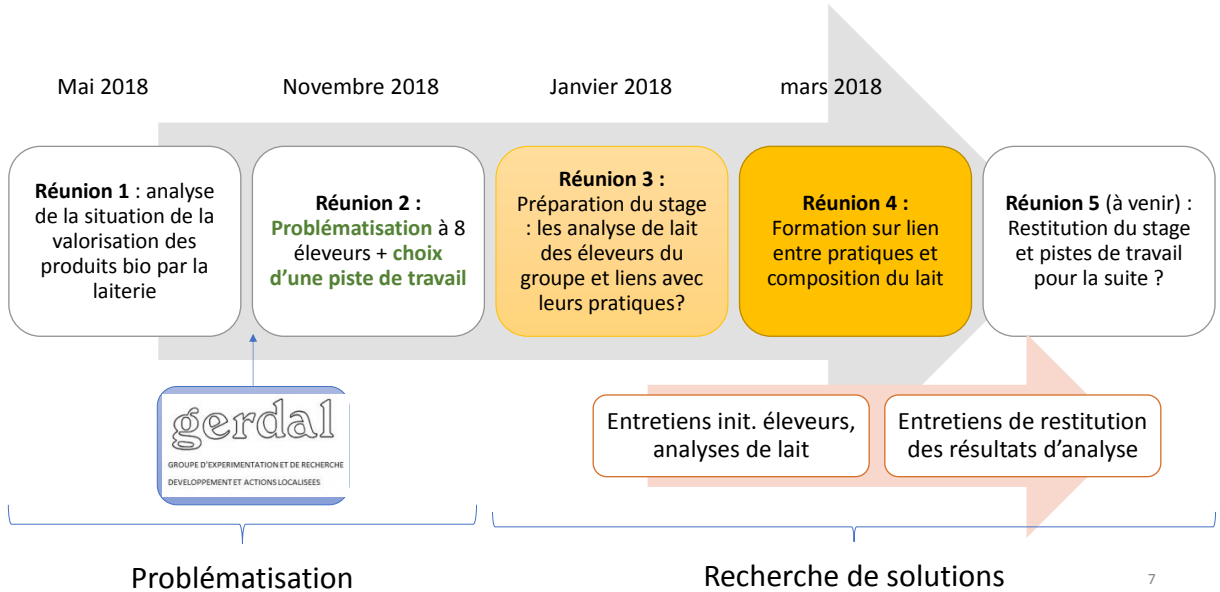 Mai 2018
Novembre 2018
Janvier 2018
mars 2018
Réunion 1 : analyse
de la situation de la
valorisation des
produits bio par la
laiterie
Réunion 2 :
Problématisation à 8
éleveurs + choix
d’une piste de travail
Réunion 3 :
Préparation du stage
: les analyse de lait
des éleveurs du
groupe et liens avec
leurs pratiques?
Réunion 4 :
Formation sur lien
entre pratiques et
composition du lait
Réunion 5 (à venir) :
Restitution du stage
et pistes de travail
pour la suite ?
gerdal
GROUPE D'EXPERIMENTATION ET DE RECHERCHE
DEVELOPPEMENT ET ACTIONS LOCALISEES
Entretiens init. éleveurs,
analyses de lait
Entretiens de restitution
des résultats d’analyse
Problématisation
Recherche de solutions
7